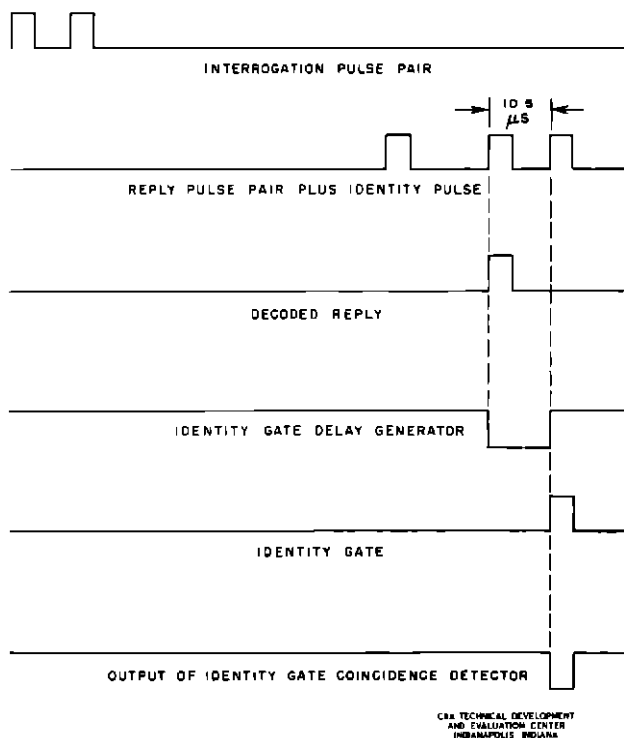 INTERROGATION PULSE PAIR
10 5
μS
REPLY PULSE PAIR PLUS IDENTITY PULSE
DECODED REPLY
IDENTITY GATE DELAY GENERATOR
IDENTITY GATE
OUTPUT OF IDENTITY GATE COINCIDENCE DETECTOR
CAA TECHNICAL DEVELOPMENT
AND EVALUATION CENTER
INDIANAPOLIS INDIANA